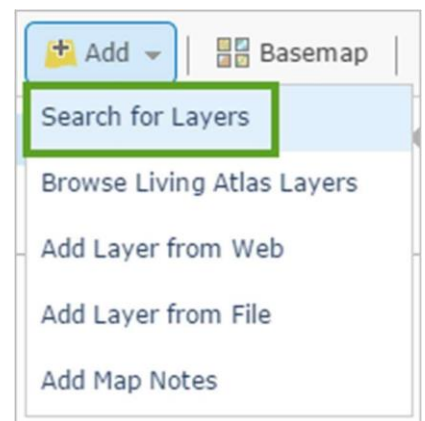 Add Basemap
Search for Layers
Browse Living Atlas Layers
Add Layer from Web
Add Layer from File
Add Map Notes